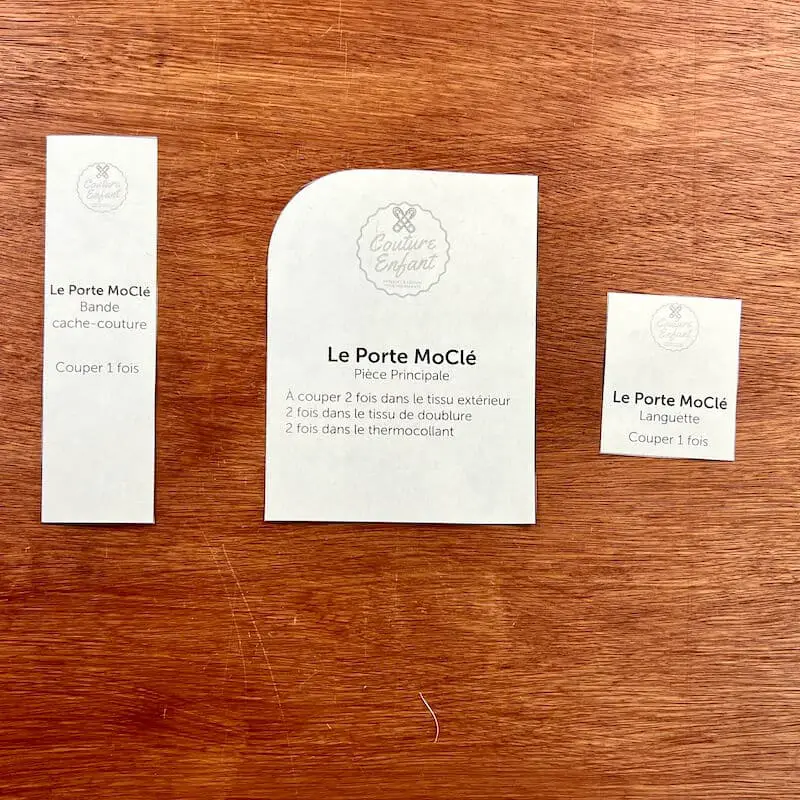 Couture
Enfant
Le Porte MoClé
Bande
cache-couture
Couper 1 fois
Couture
Enfant
Le Porte MoClé
Pièce Principale
À couper 2 fois dans le tissu extérieur
2 fois dans le tissu de doublure
2 fois dans le thermocollant
Couture
Enfant
Le Porte MoClé
Languette
Couper 1 fois